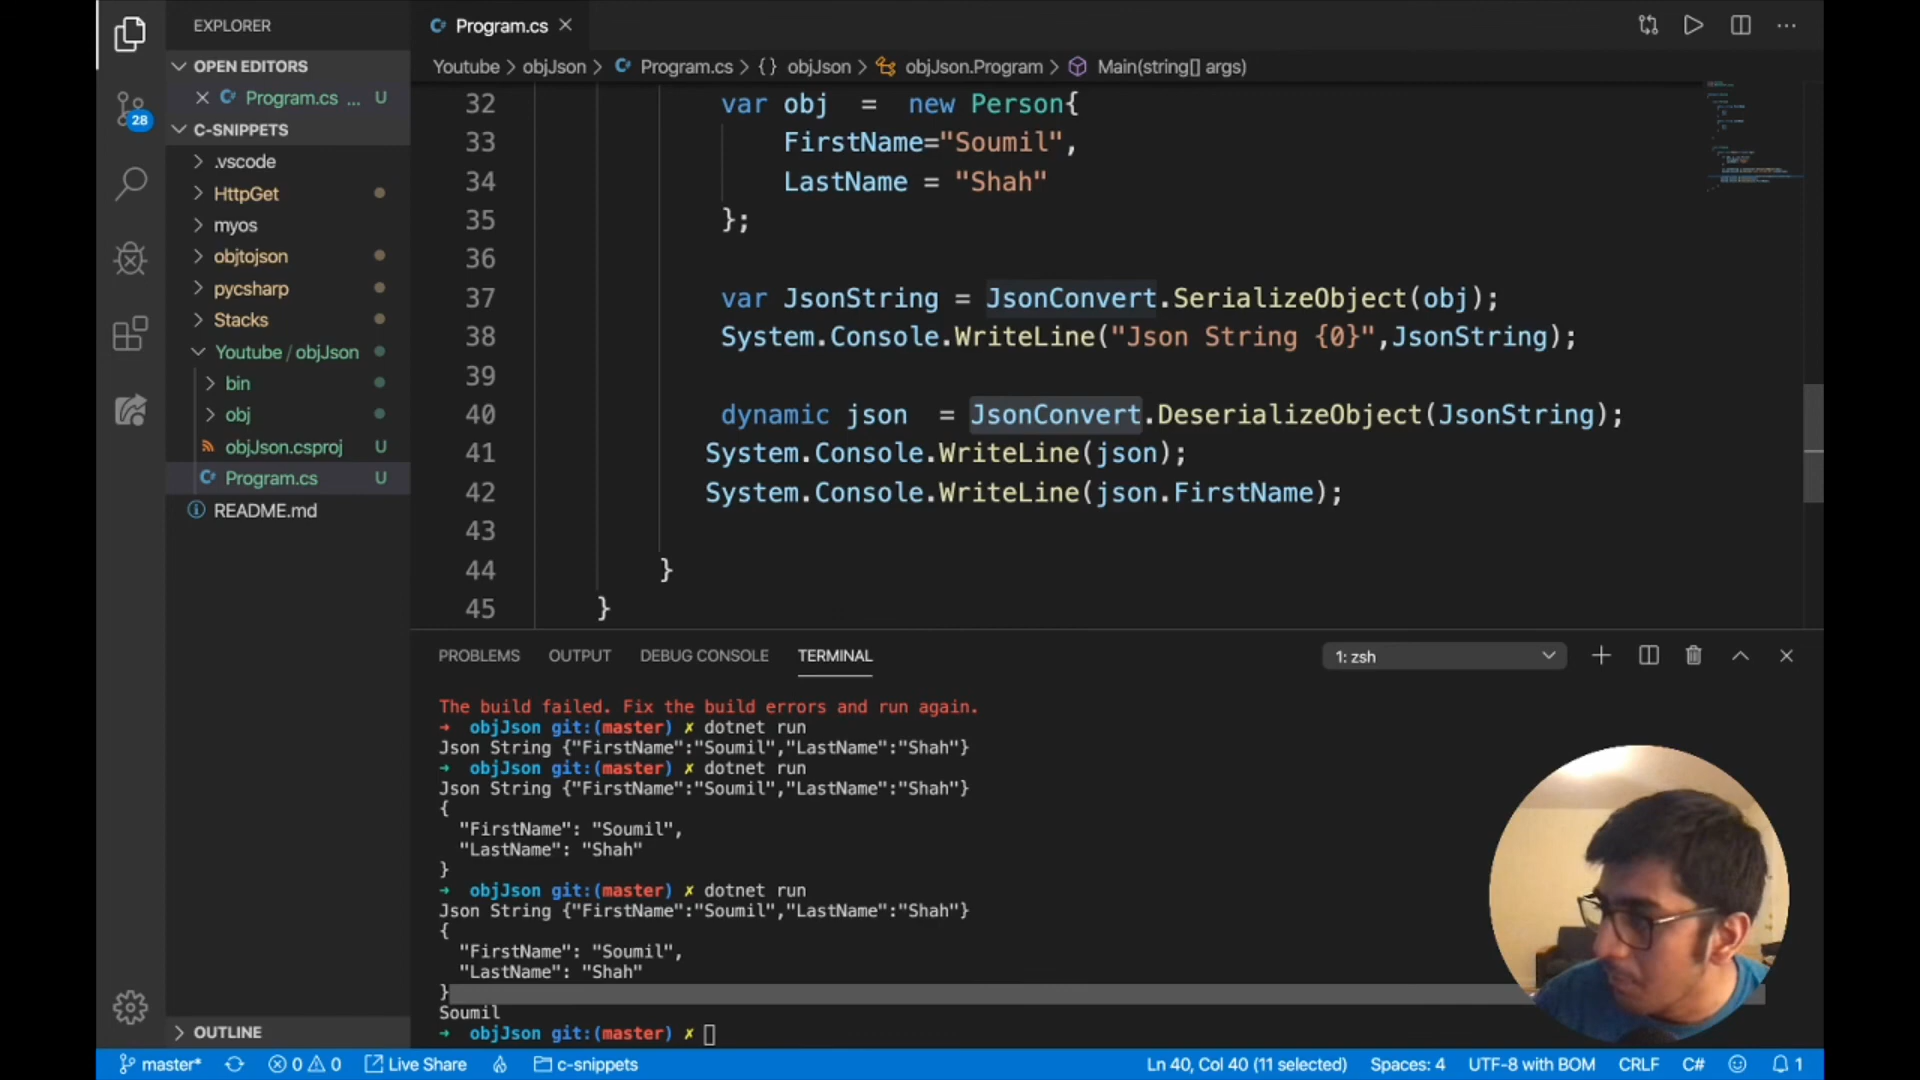 EXPLORER
OPEN EDITORS
Program.cs ... U
28
C-SNIPPETS
.vscode
HttpGet
myos
objtojson
pycsharp
Stacks
Youtube / objJson
bin
obj
objJson.csproj U
Program.cs U
README.md
OUTLINE
Program.cs
Youtube > objJson > Program.cs > {} objJson > objJson.Program > Main(string[] args)
32 var obj = new Person{
33 FirstName="Soumil",
34 LastName = "Shah"
35 };
36
37 var JsonString = JsonConvert.SerializeObject(obj);
38 System.Console.WriteLine("Json String {0}",JsonString);
39
40 dynamic json = JsonConvert.DeserializeObject(JsonString);
41 System.Console.WriteLine(json);
42 System.Console.WriteLine(json.FirstName);
43
44 }
45 }
PROBLEMS OUTPUT DEBUG CONSOLE TERMINAL 1: zsh
The build failed. Fix the build errors and run again.
➜ objJson git:(master) ✗ dotnet run
Json String {"FirstName":"Soumil","LastName":"Shah"}
➜ objJson git:(master) ✗ dotnet run
Json String {"FirstName":"Soumil","LastName":"Shah"}
{
"FirstName": "Soumil",
"LastName": "Shah"
}
➜ objJson git:(master) ✗ dotnet run
Json String {"FirstName":"Soumil","LastName":"Shah"}
{
"FirstName": "Soumil",
"LastName": "Shah"
}
Soumil
➜ objJson git:(master) ✗
master* 0 0 Live Share c-snippets Ln 40, Col 40 (11 selected) Spaces: 4 UTF-8 with BOM CRLF C# 1